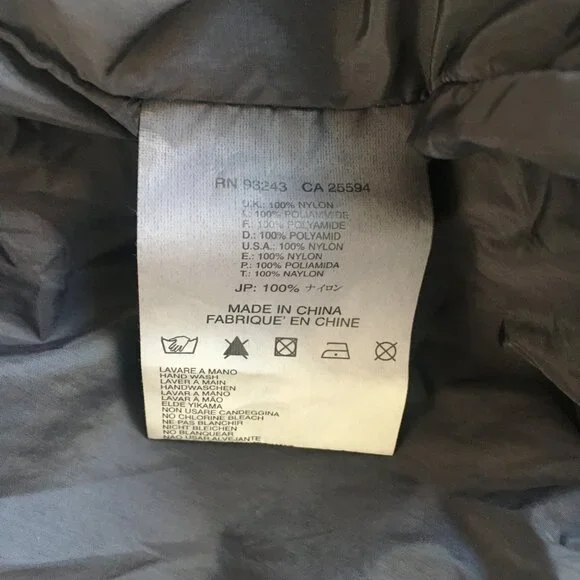 RN 93243 CA 25594
U.K.: 100% NYLON
I.: 100% POLIAMMIDE
F.: 100% POLYAMIDE
D.: 100% POLYAMID
U.S.A.: 100% NYLON
E.: 100% NYLON
P.: 100% POLIAMIDA
T.: 100% NAYLON
JP: 100% ナイロン
MADE IN CHINA
FABRIQUE' EN CHINE
LAVARE A MANO
HAND WASH
LAVER A MAIN
HANDWASCHEN
LAVAR A MANO
LAVAR A MÃO
ELDE YIKAMA
NON USARE CANDEGGINA
NO CHLORINE BLEACH
NE PAS BLANCHIR
NICHT BLEICHEN
NO BLANQUEAR
NÃO USAR ALVEJANTE